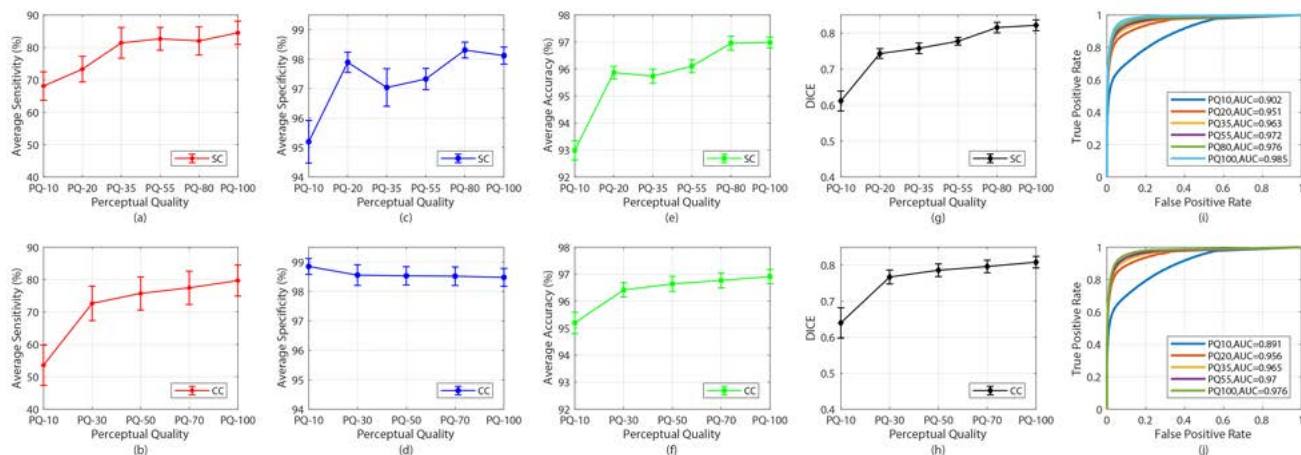 90
80
70
60
50
40
Average Sensitivity (%)
SC
PQ-10 PQ-20 PQ-35 PQ-55 PQ-80 PQ-100
Perceptual Quality
(a)
99
98
97
96
95
94
Average Specificity (%)
SC
PQ-10 PQ-20 PQ-35 PQ-55 PQ-80 PQ-100
Perceptual Quality
(c)
98
97
96
95
94
93
92
Average Accuracy (%)
SC
PQ-10 PQ-20 PQ-35 PQ-55 PQ-80 PQ-100
Perceptual Quality
(e)
0.8
0.7
0.6
0.5
0.4
DICE
SC
PQ-10 PQ-20 PQ-35 PQ-55 PQ-80 PQ-100
Perceptual Quality
(g)
1
0.8
0.6
0.4
0.2
0
True Positive Rate
PQ10,AUC=0.902
PQ20,AUC=0.951
PQ35,AUC=0.963
PQ55,AUC=0.972
PQ80,AUC=0.976
PQ100,AUC=0.985
0 0.2 0.4 0.6 0.8 1
False Positive Rate
(i)
90
80
70
60
50
40
Average Sensitivity (%)
CC
PQ-10 PQ-30 PQ-50 PQ-70 PQ-100
Perceptual Quality
(b)
99
98
97
96
95
94
Average Specificity (%)
CC
PQ-10 PQ-30 PQ-50 PQ-70 PQ-100
Perceptual Quality
(d)
98
97
96
95
94
93
92
Average Accuracy (%)
CC
PQ-10 PQ-30 PQ-50 PQ-70 PQ-100
Perceptual Quality
(f)
0.8
0.7
0.6
0.5
0.4
DICE
CC
PQ-10 PQ-30 PQ-50 PQ-70 PQ-100
Perceptual Quality
(h)
1
0.8
0.6
0.4
0.2
0
True Positive Rate
PQ10,AUC=0.891
PQ20,AUC=0.956
PQ35,AUC=0.965
PQ55,AUC=0.97
PQ100,AUC=0.976
0 0.2 0.4 0.6 0.8 1
False Positive Rate
(j)